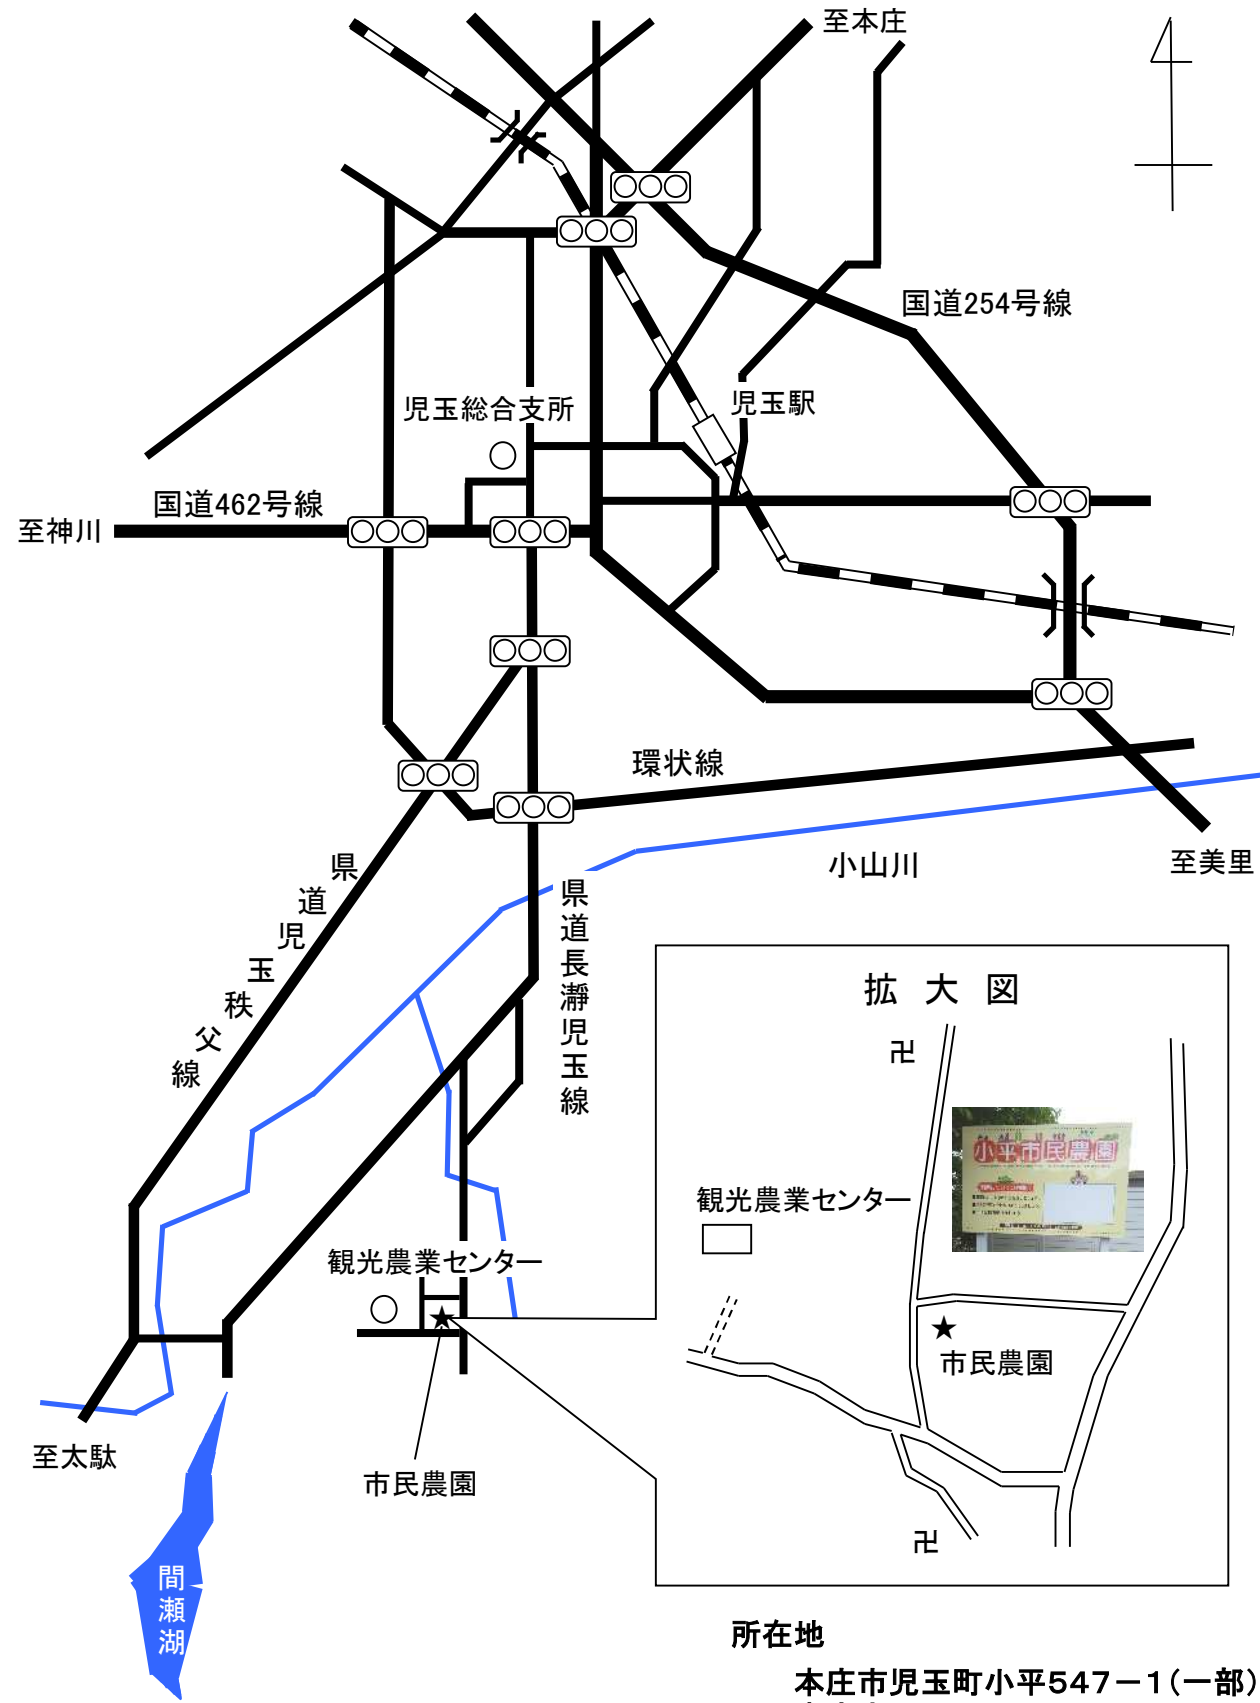 至本庄
国道254号線
児玉総合支所
児玉駅
国道462号線
至神川
環状線
小山川
至美里
県道児玉秩父線
県道長瀞児玉線
拡大図
卍
小平市民農園
観光農業センター
観光農業センター
★
★
市民農園
市民農園
至太駄
卍
間瀬湖
所在地
本庄市児玉町小平547－1(一部)